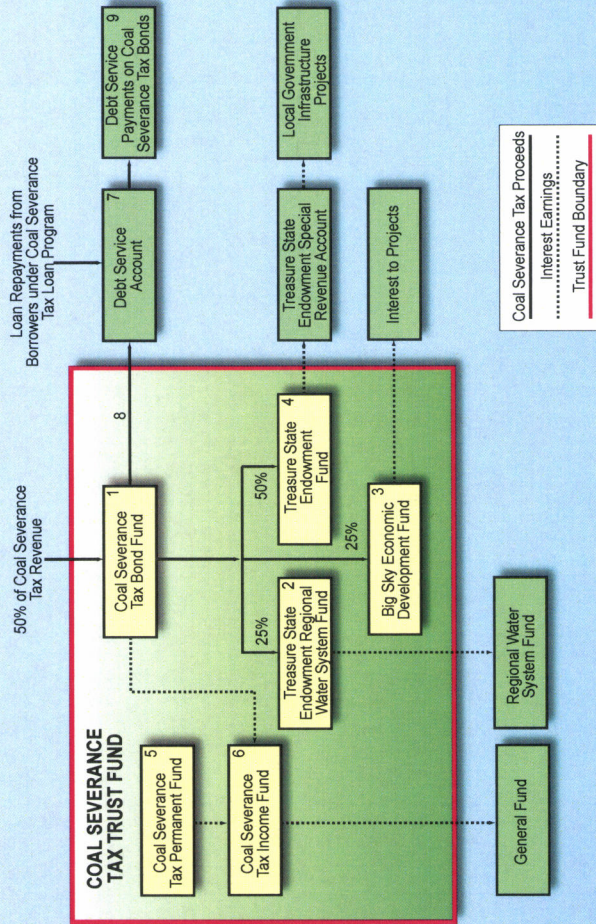 COAL SEVERANCE
TAX TRUST FUND
50% of Coal Severance
Tax Revenue
Loan Repayments from
Borrowers under Coal Severance
Tax Loan Program
1
Coal Severance
Tax Bond Fund
8
7
Debt Service
Account
9
Debt Service
Payments on Coal
Severance Tax Bonds
5
Coal Severance
Tax Permanent Fund
6
Coal Severance
Tax Income Fund
25%
50%
25%
2
Treasure State
Endowment Regional
Water System Fund
4
Treasure State
Endowment
Fund
3
Big Sky Economic
Development Fund
Treasure State
Endowment Special
Revenue Account
Local Government
Infrastructure
Projects
Interest to Projects
General Fund
Regional Water
System Fund
Coal Severance Tax Proceeds
Interest Earnings
Trust Fund Boundary